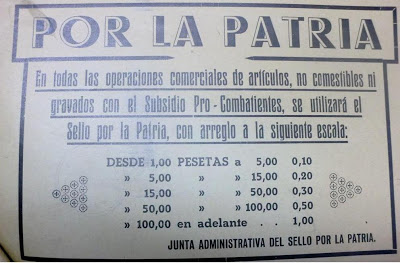 POR LA PATRIA
En todas las operaciones comerciales de artículos, no comestibles ni
gravados con el Subsidio Pro-Combatientes, se utilizará el
Sello por la Patria, con arreglo a la siguiente escala:
DESDE 1,00 PESETAS a 5,00 0,10
» 5,00 » » 15,00 0,20
» 15,00 » » 50,00 0,30
» 50,00 » » 100,00 0,50
» 100,00 en adelante . . 1,00
JUNTA ADMINISTRATIVA DEL SELLO POR LA PATRIA.